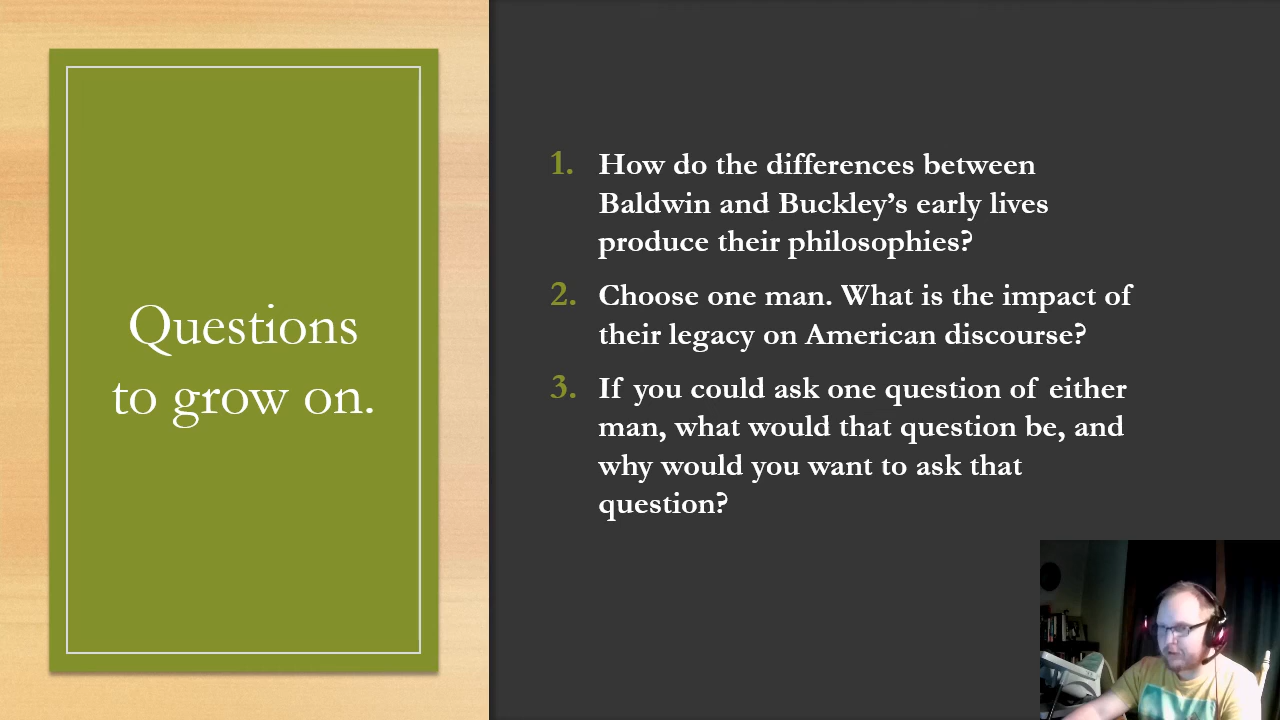 Questions
to grow on.
1. How do the differences between
Baldwin and Buckley’s early lives
produce their philosophies?
2. Choose one man. What is the impact of
their legacy on American discourse?
3. If you could ask one question of either
man, what would that question be, and
why would you want to ask that
question?